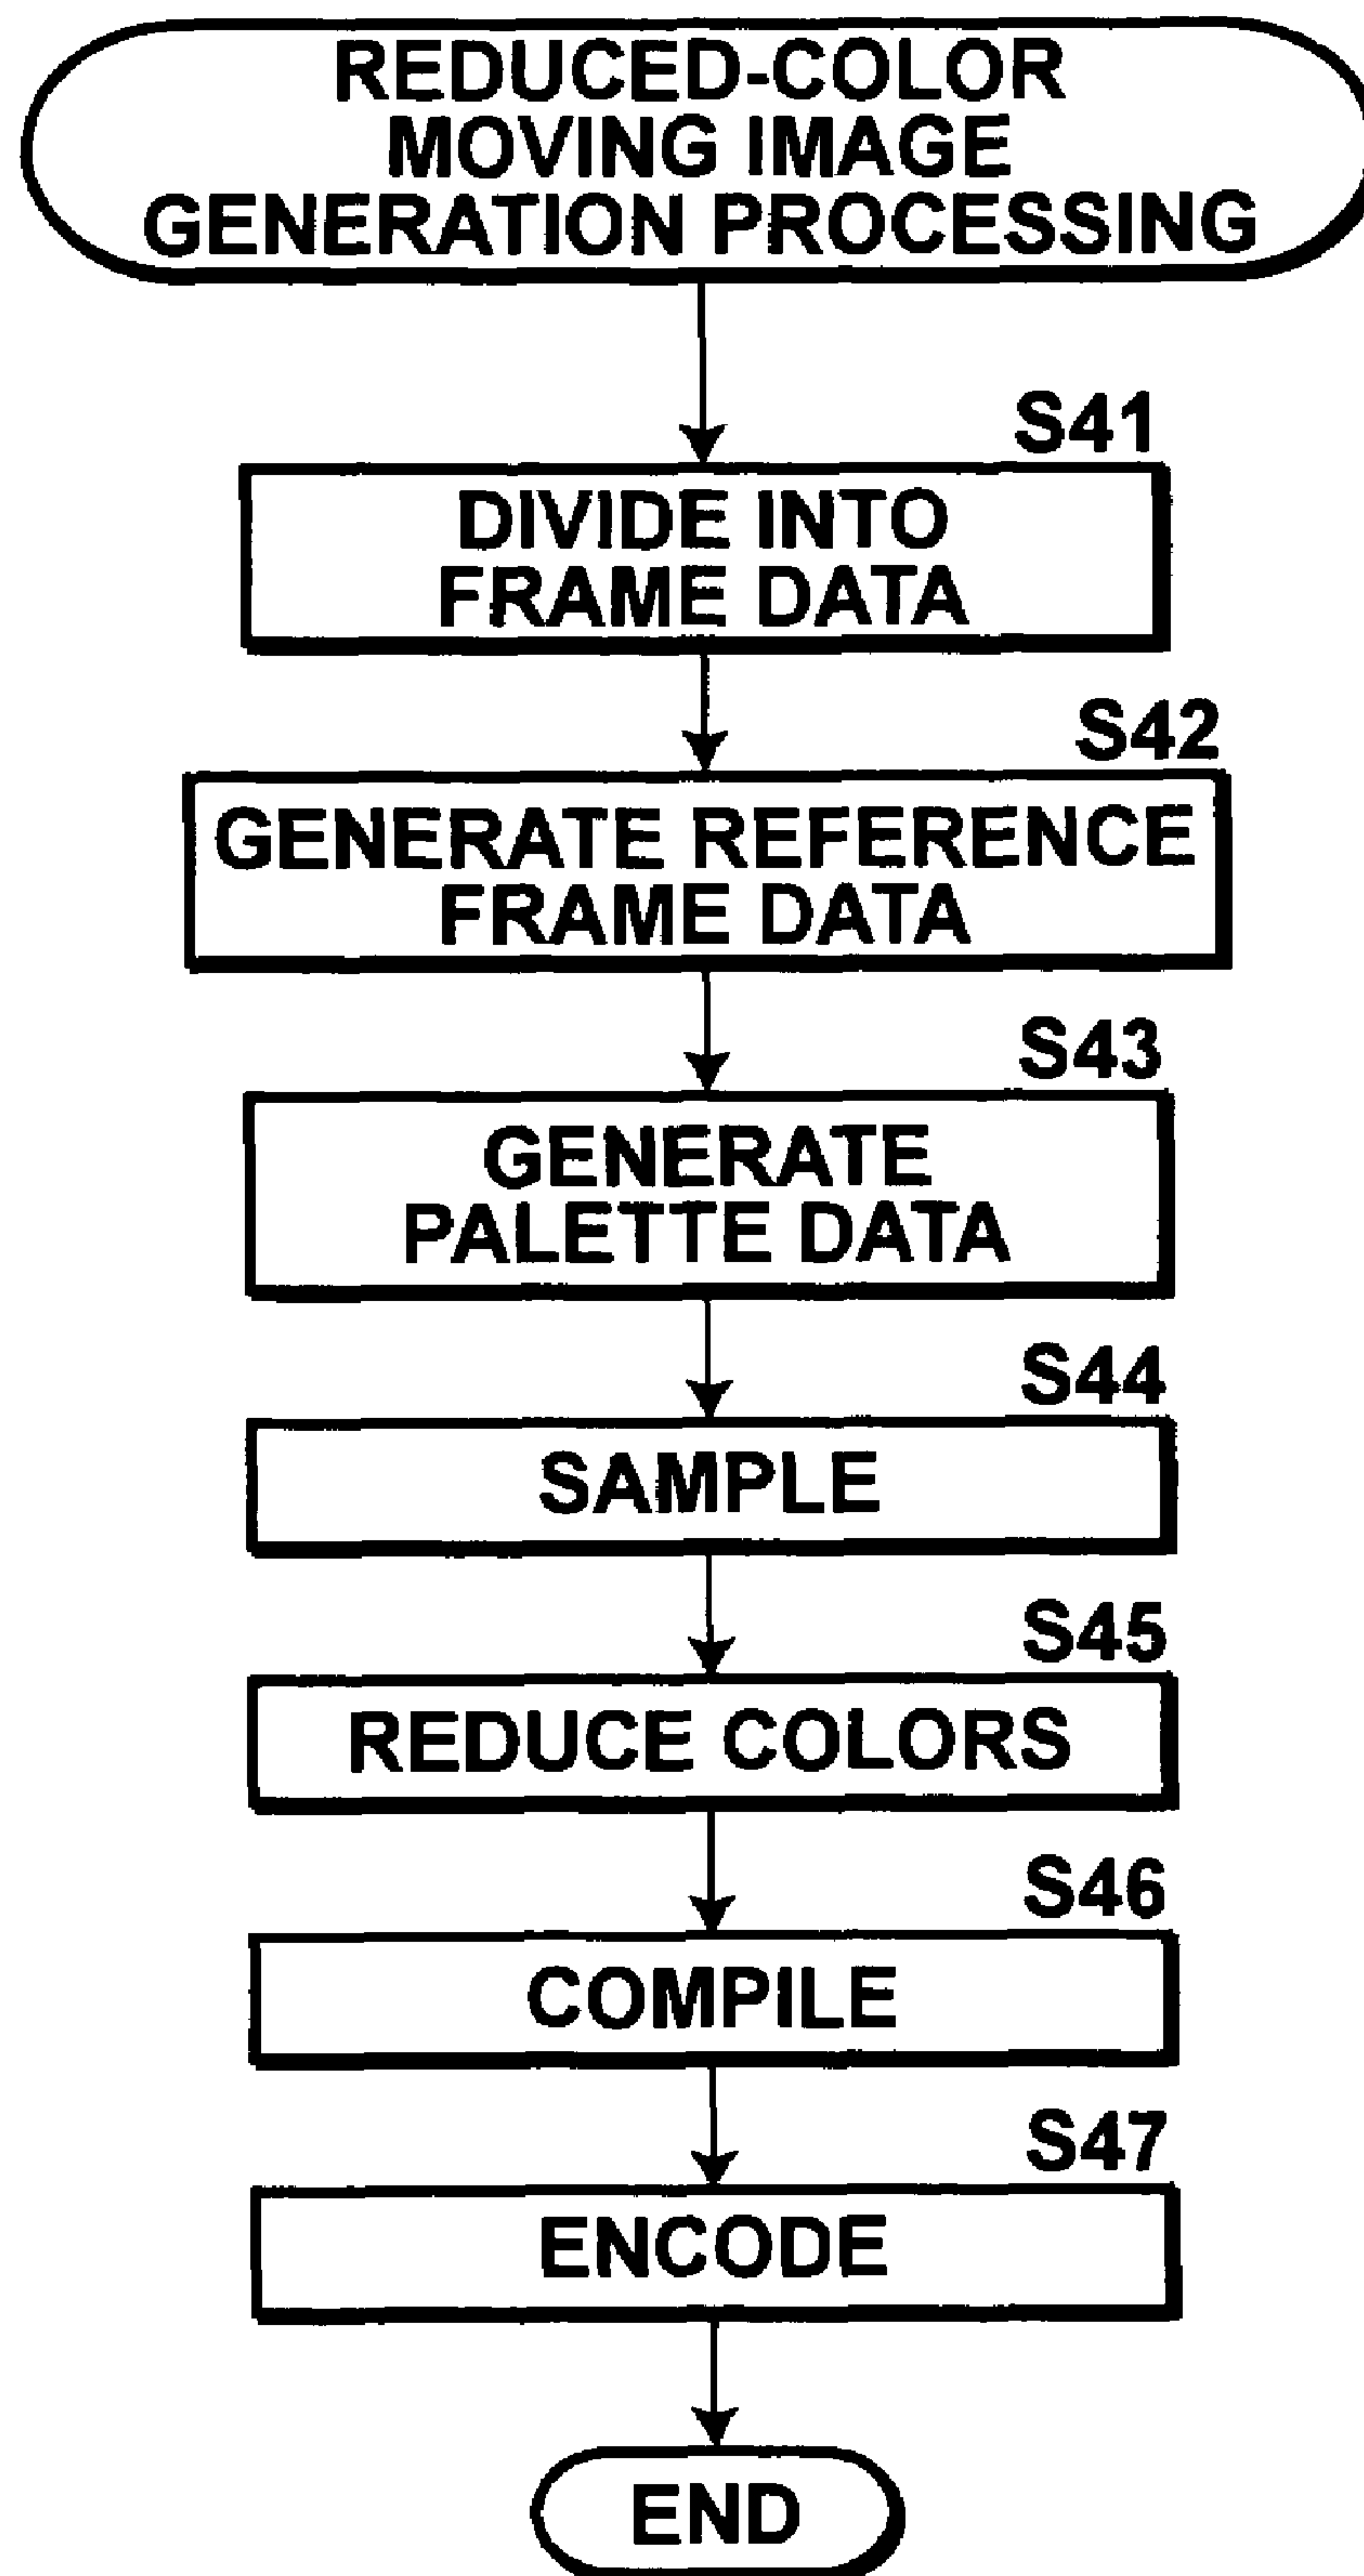 REDUCED-COLOR
MOVING IMAGE
GENERATION PROCESSING
S41
DIVIDE INTO
FRAME DATA
S42
GENERATE REFERENCE
FRAME DATA
S43
GENERATE
PALETTE DATA
S44
SAMPLE
S45
REDUCE COLORS
S46
COMPILE
S47
ENCODE
END